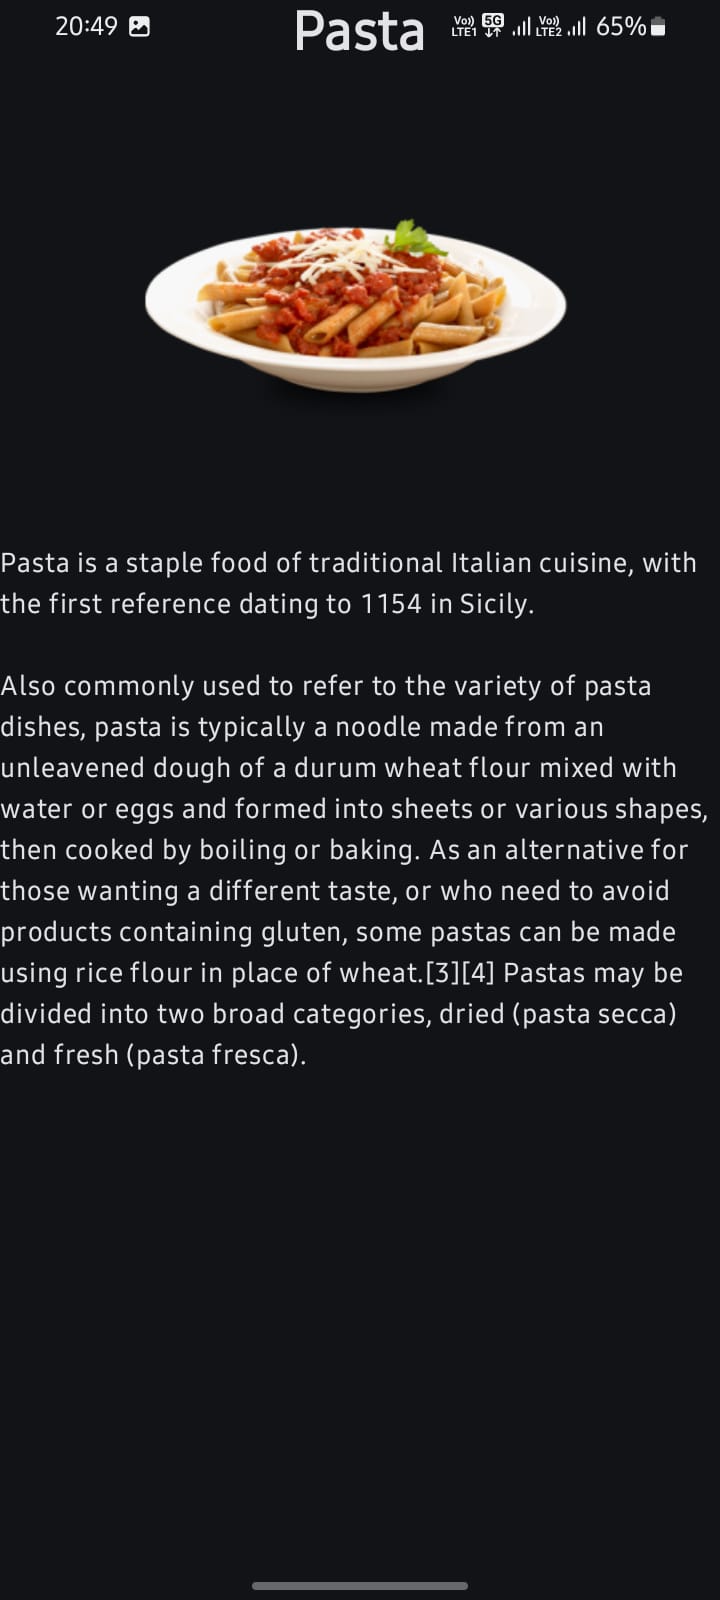 20:49 Pasta Vo)) LTE1 5G Vo)) LTE2 65%
Pasta is a staple food of traditional Italian cuisine, with
the first reference dating to 1154 in Sicily.
Also commonly used to refer to the variety of pasta
dishes, pasta is typically a noodle made from an
unleavened dough of a durum wheat flour mixed with
water or eggs and formed into sheets or various shapes,
then cooked by boiling or baking. As an alternative for
those wanting a different taste, or who need to avoid
products containing gluten, some pastas can be made
using rice flour in place of wheat.[3][4] Pastas may be
divided into two broad categories, dried (pasta secca)
and fresh (pasta fresca).